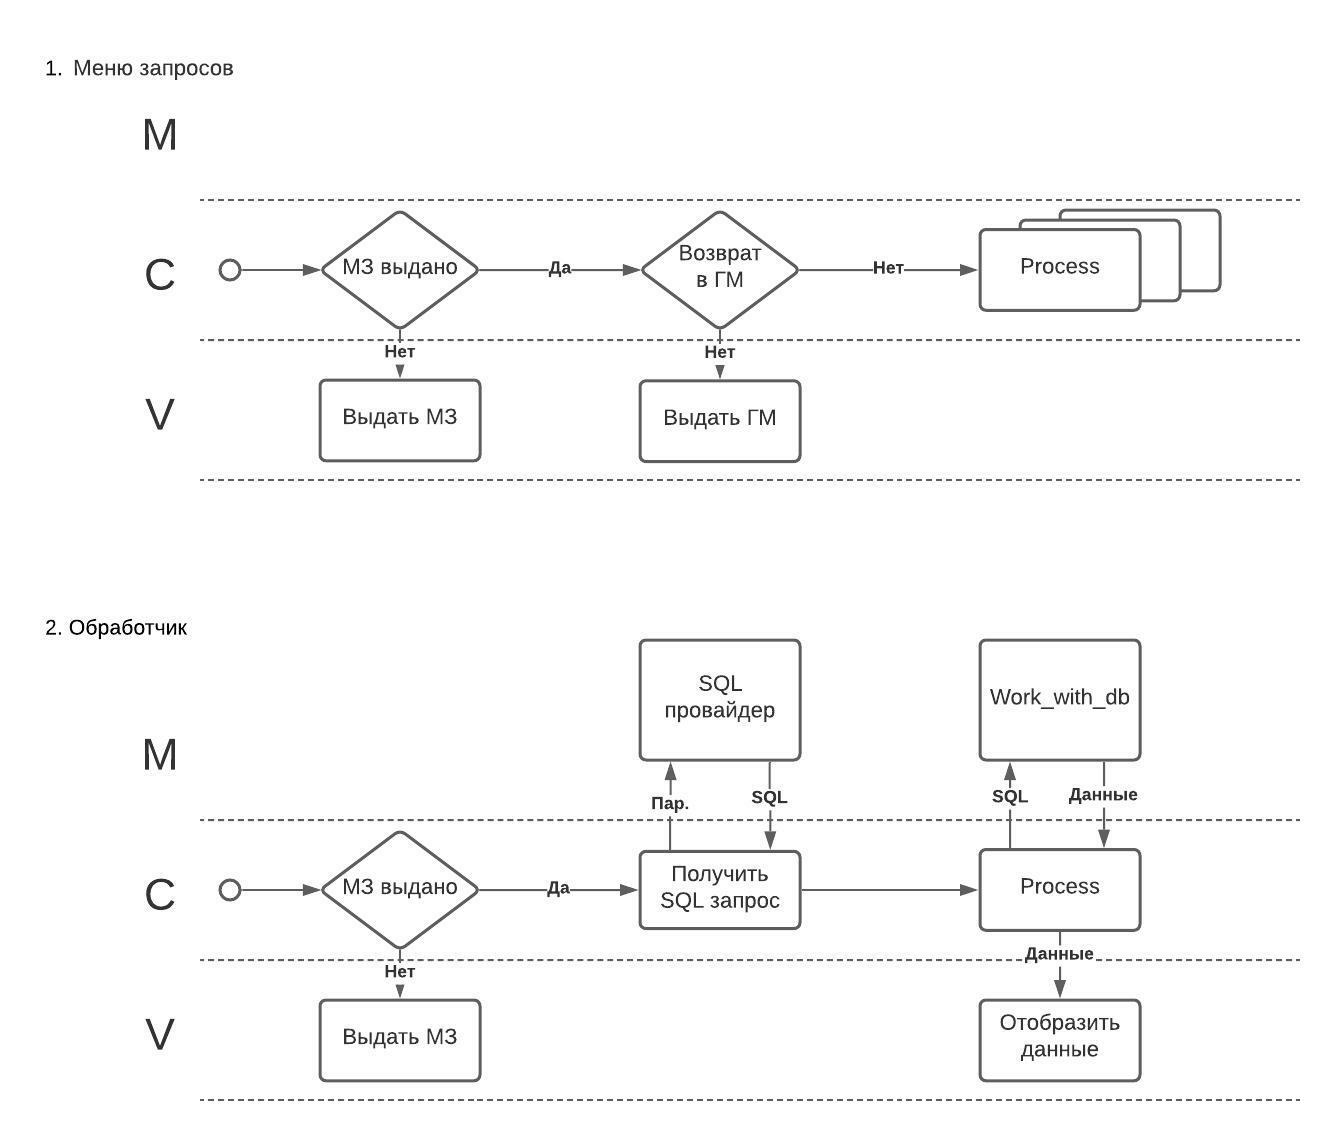 1. Меню запросов
M
C
МЗ выдано
Да
Возврат
в ГМ
Нет
Process
Нет
Нет
V
Выдать МЗ
Выдать ГМ
2. Обработчик
SQL
провайдер
Work_with_db
M
Пар.
SQL
SQL
Данные
C
МЗ выдано
Да
Получить
SQL запрос
Process
Нет
Данные
V
Выдать МЗ
Отобразить
данные